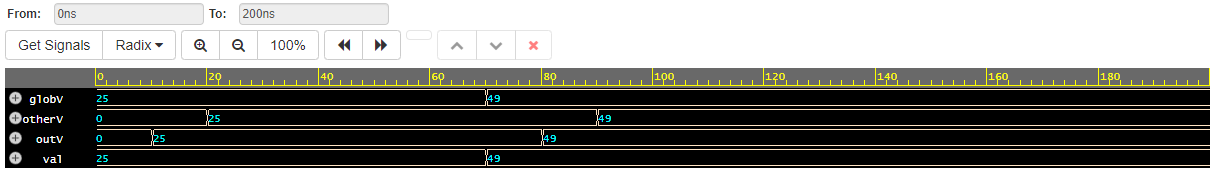 From: 0ns To: 200ns
Get Signals Radix 100%
0 20 40 60 80 100 120 140 160 180
globV 25 49
otherV 0 25 49
outV 0 25 49
val 25 49